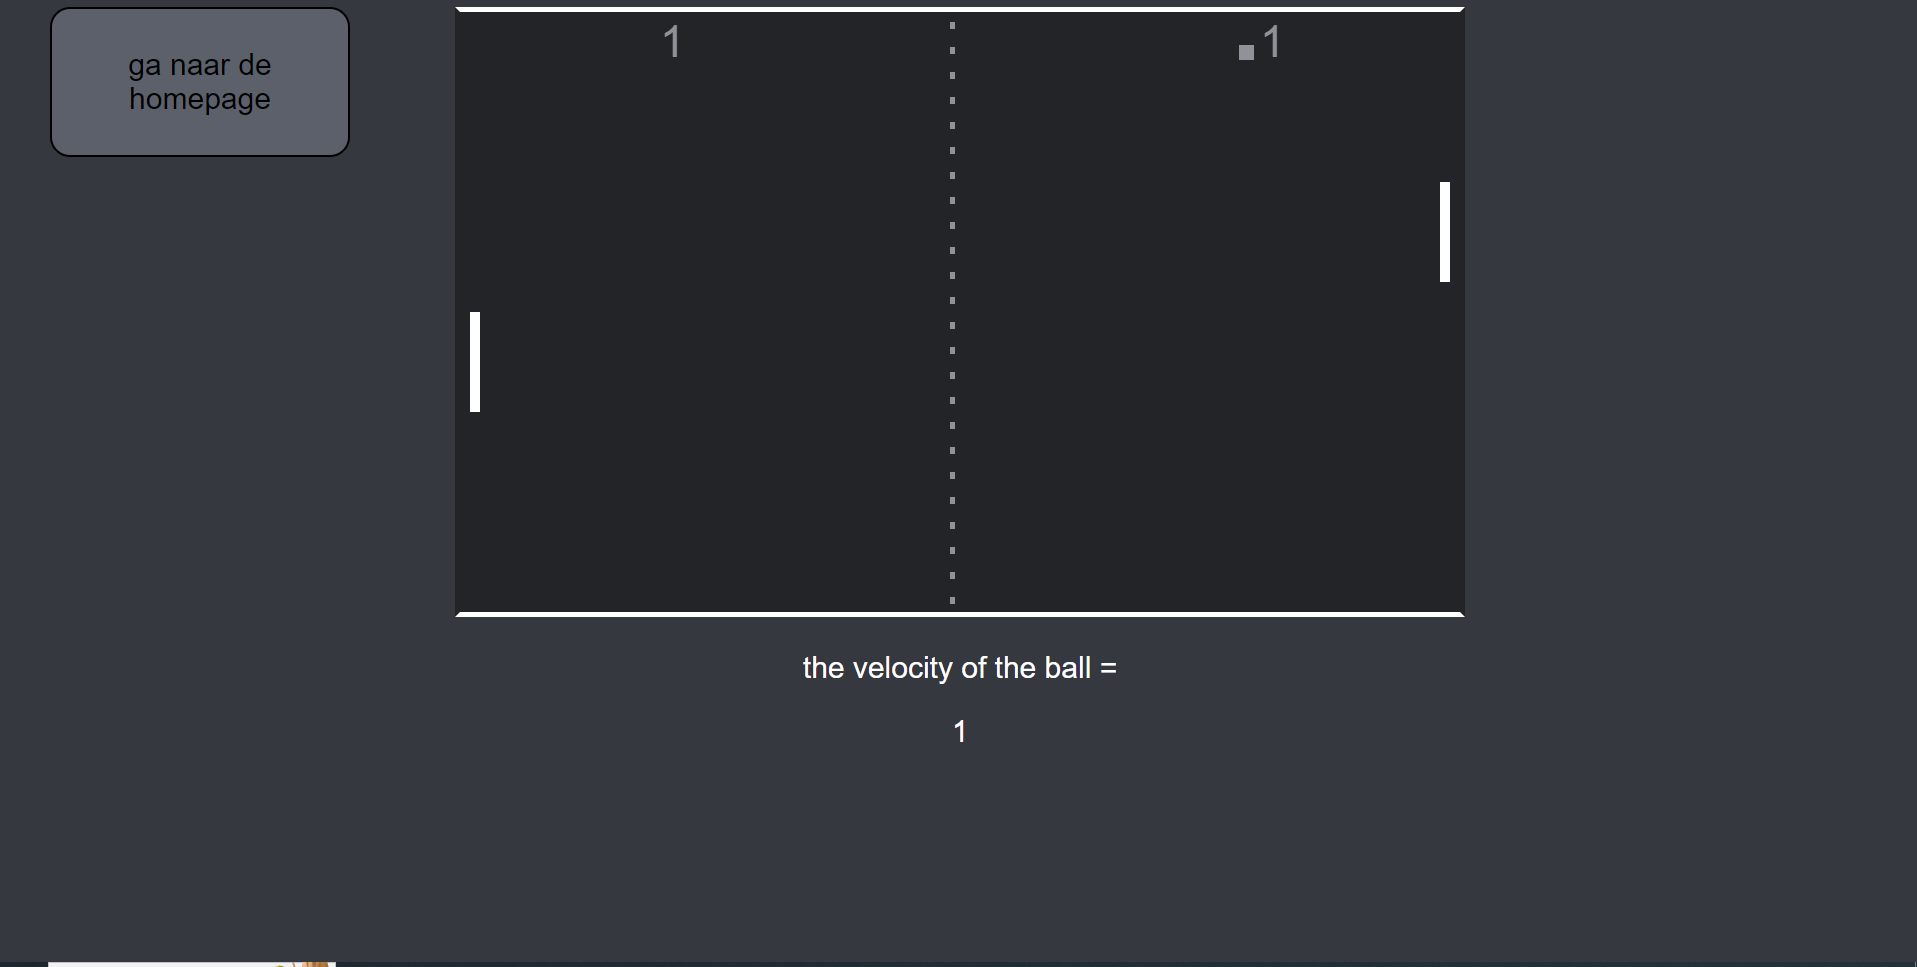 ga naar de
homepage
1
1
the velocity of the ball =
1